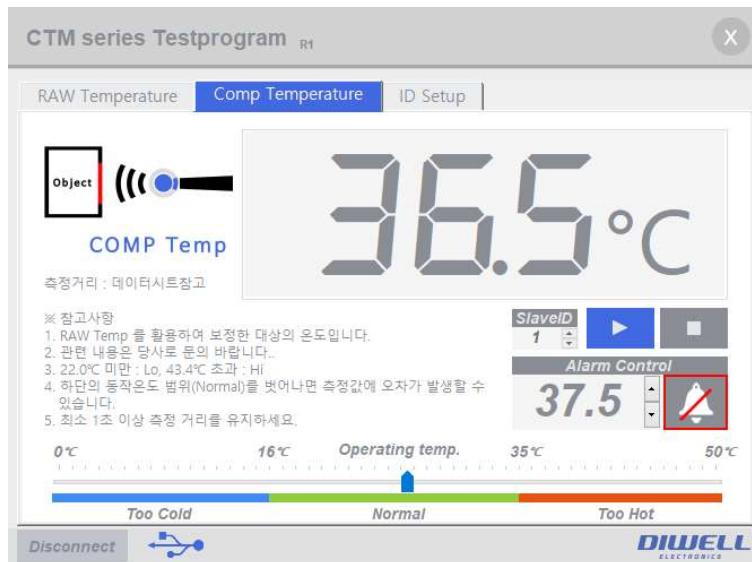 CTM series Testprogram R1
X
RAW Temperature Comp Temperature ID Setup
Object
COMP Temp
36.5°C
측정거리 : 데이터시트참고
※ 참고사항
1. RAW Temp 를 활용하여 보정한 대상의 온도입니다.
2. 관련 내용은 당사로 문의 바랍니다..
3. 22.0℃ 미만 : Lo, 43.4℃ 초과 : Hi
4. 하단의 동작온도 범위(Normal)를 벗어나면 측정값에 오차가 발생할 수
있습니다.
5. 최소 1초 이상 측정 거리를 유지하세요.
SlaveID
1
Alarm Control
37.5
0℃ 16℃ Operating temp. 35℃ 50℃
Too Cold Normal Too Hot
Disconnect
DIWELL
ELECTRONICS